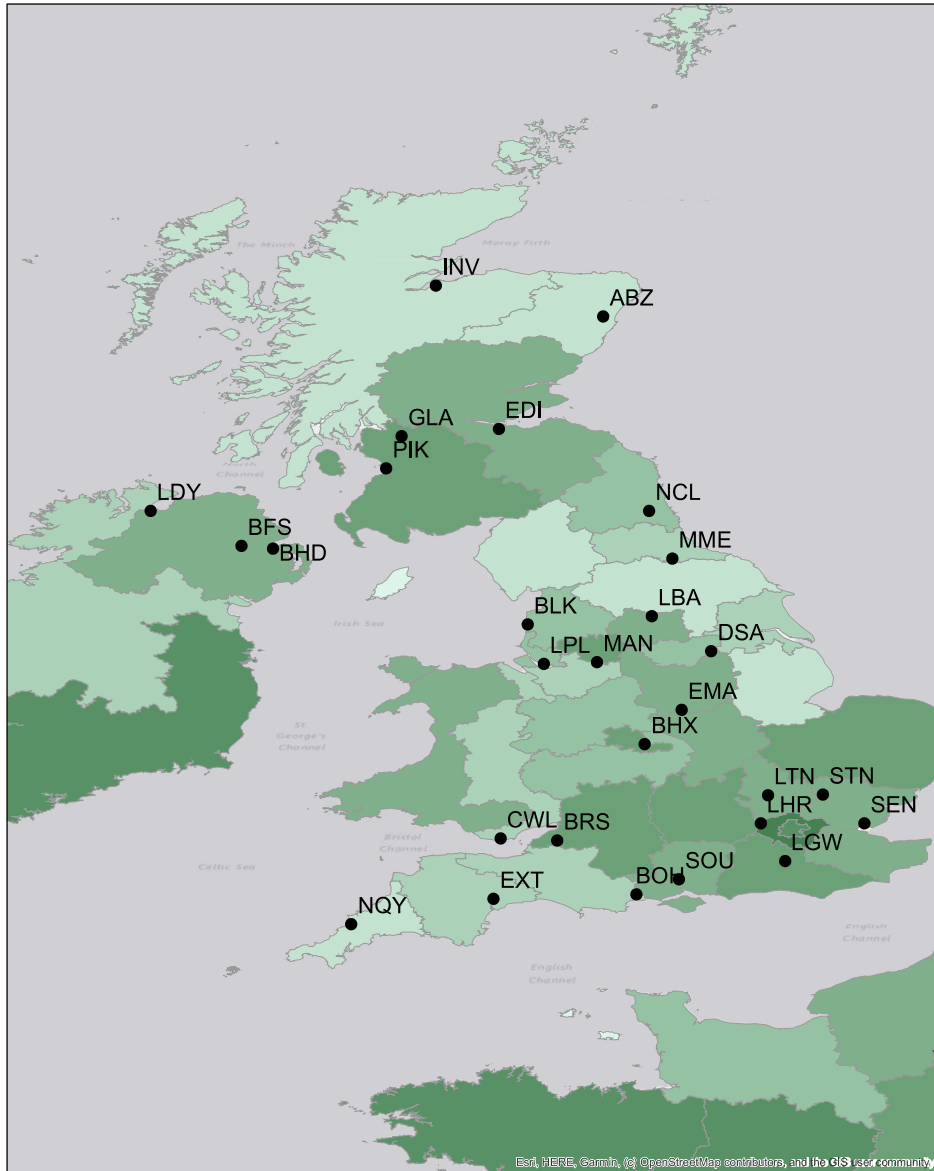 The Minch
Moray Firth
INV
ABZ
EDI
GLA
PIK
North
Channel
LDY
NCL
BFS
BHD
MME
LBA
BLK
Irish Sea
DSA
LPL
MAN
EMA
St.
George's
Channel
BHX
LTN
STN
LHR
SEN
CWL
BRS
Bristol
Channel
LGW
Celtic Sea
SOU
BOH
EXT
NQY
English
Channel
English
Channel
Esri, HERE, Garmin, (c) OpenStreetMap contributors, and the GIS user community,